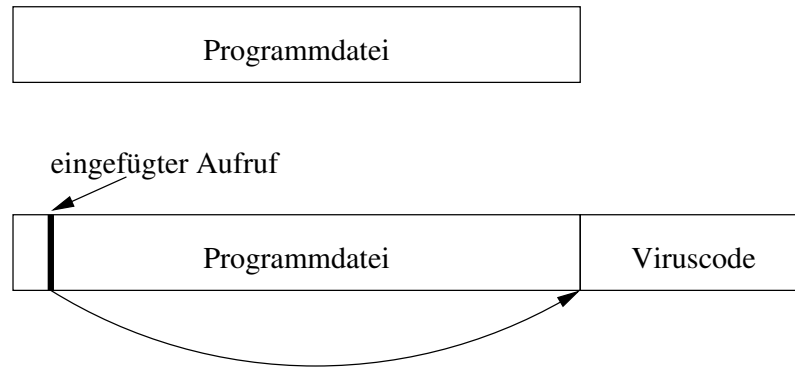 Programmdatei
eingefügter Aufruf
Programmdatei Viruscode